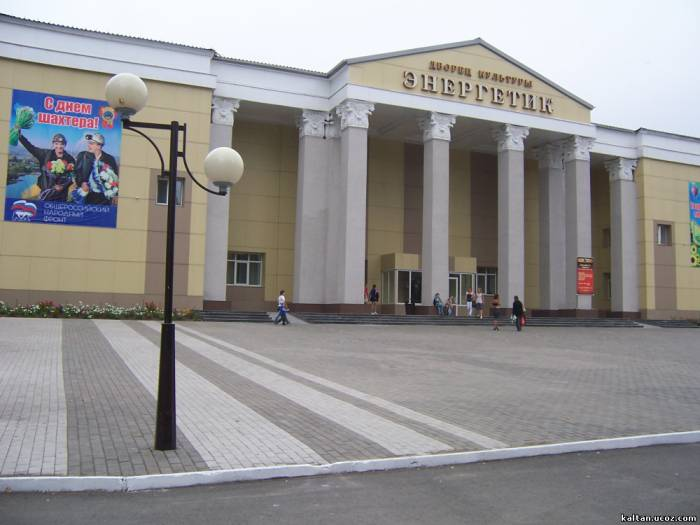 ДВОРЕЦ КУЛЬТУРЫ
ЭНЕРГЕТИК
С ДНЕМ
ШАХТЕРА!
ОБЩЕРОССИЙСКИЙ
НАРОДНЫЙ
ФРОНТ
kaltan.ucoz.com